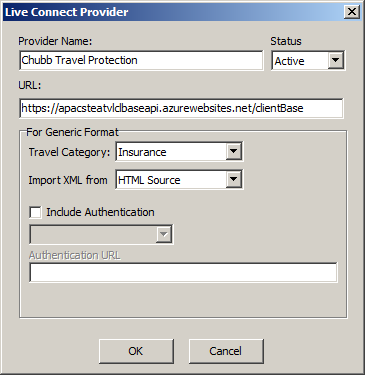 Live Connect Provider
Provider Name:
Status
Chubb Travel Protection
Active
URL:
https://apacsteatvlclbaseapi.azurewebsites.net/clientBase
For Generic Format
Travel Category:
Insurance
Import XML from
HTML Source
Include Authentication
Authentication URL
OK
Cancel